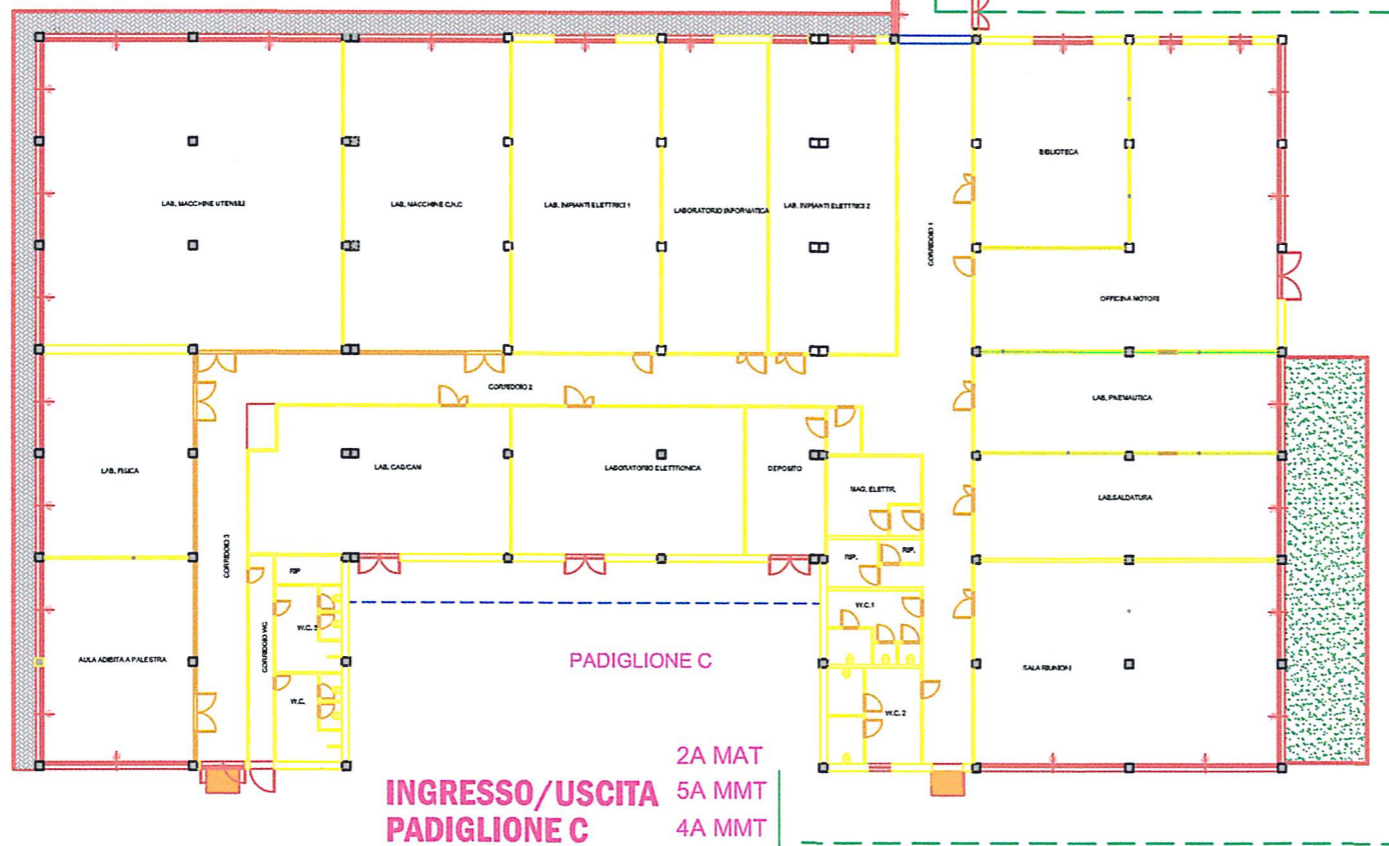 BIBLIOTECA
LAB. MACCHINE UTENSILI
LAB. MACCHINE C.N.C
LAB. IMPIANTI ELETTRICI 1
LABORATORIO INFORMATICA
LAB. IMPIANTI ELETTRICI 2
CORRIDOIO 1
OFFICINA MOTORI
CORRIDOIO 2
LAB. PNEMAUTICA
LAB. FISICA
LAB. CAD/CAM
LABORATORIO ELETTRONICA
DEPOSITO
MAG. ELETTR.
LAB.SALDATURA
CORRIDOIO 3
RIP
RIP.
RIP.
W.C. 3
W.C.1
CORRIDOIO WC
AULA ADIBITA A PALESTRA
PADIGLIONE C
SALA RIUNIONI
W.C.
W.C. 2
2A MAT
INGRESSO/USCITA
5A MMT
PADIGLIONE C
4A MMT